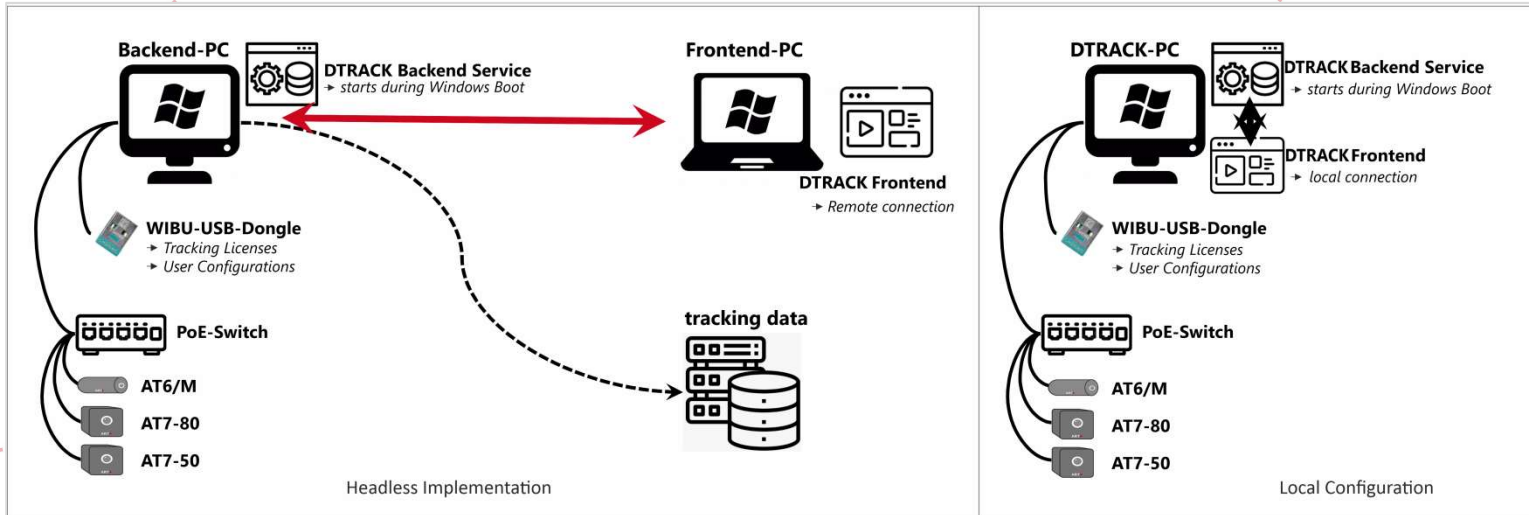 Backend-PC
DTRACK Backend Service
→ starts during Windows Boot
Frontend-PC
DTRACK Frontend
→ Remote connection
WIBU-USB-Dongle
→ Tracking Licenses
→ User Configurations
PoE-Switch
AT6/M
AT7-80
AT7-50
tracking data
Headless Implementation
DTRACK-PC
DTRACK Backend Service
→ starts during Windows Boot
DTRACK Frontend
→ local connection
WIBU-USB-Dongle
→ Tracking Licenses
→ User Configurations
PoE-Switch
AT6/M
AT7-80
AT7-50
Local Configuration